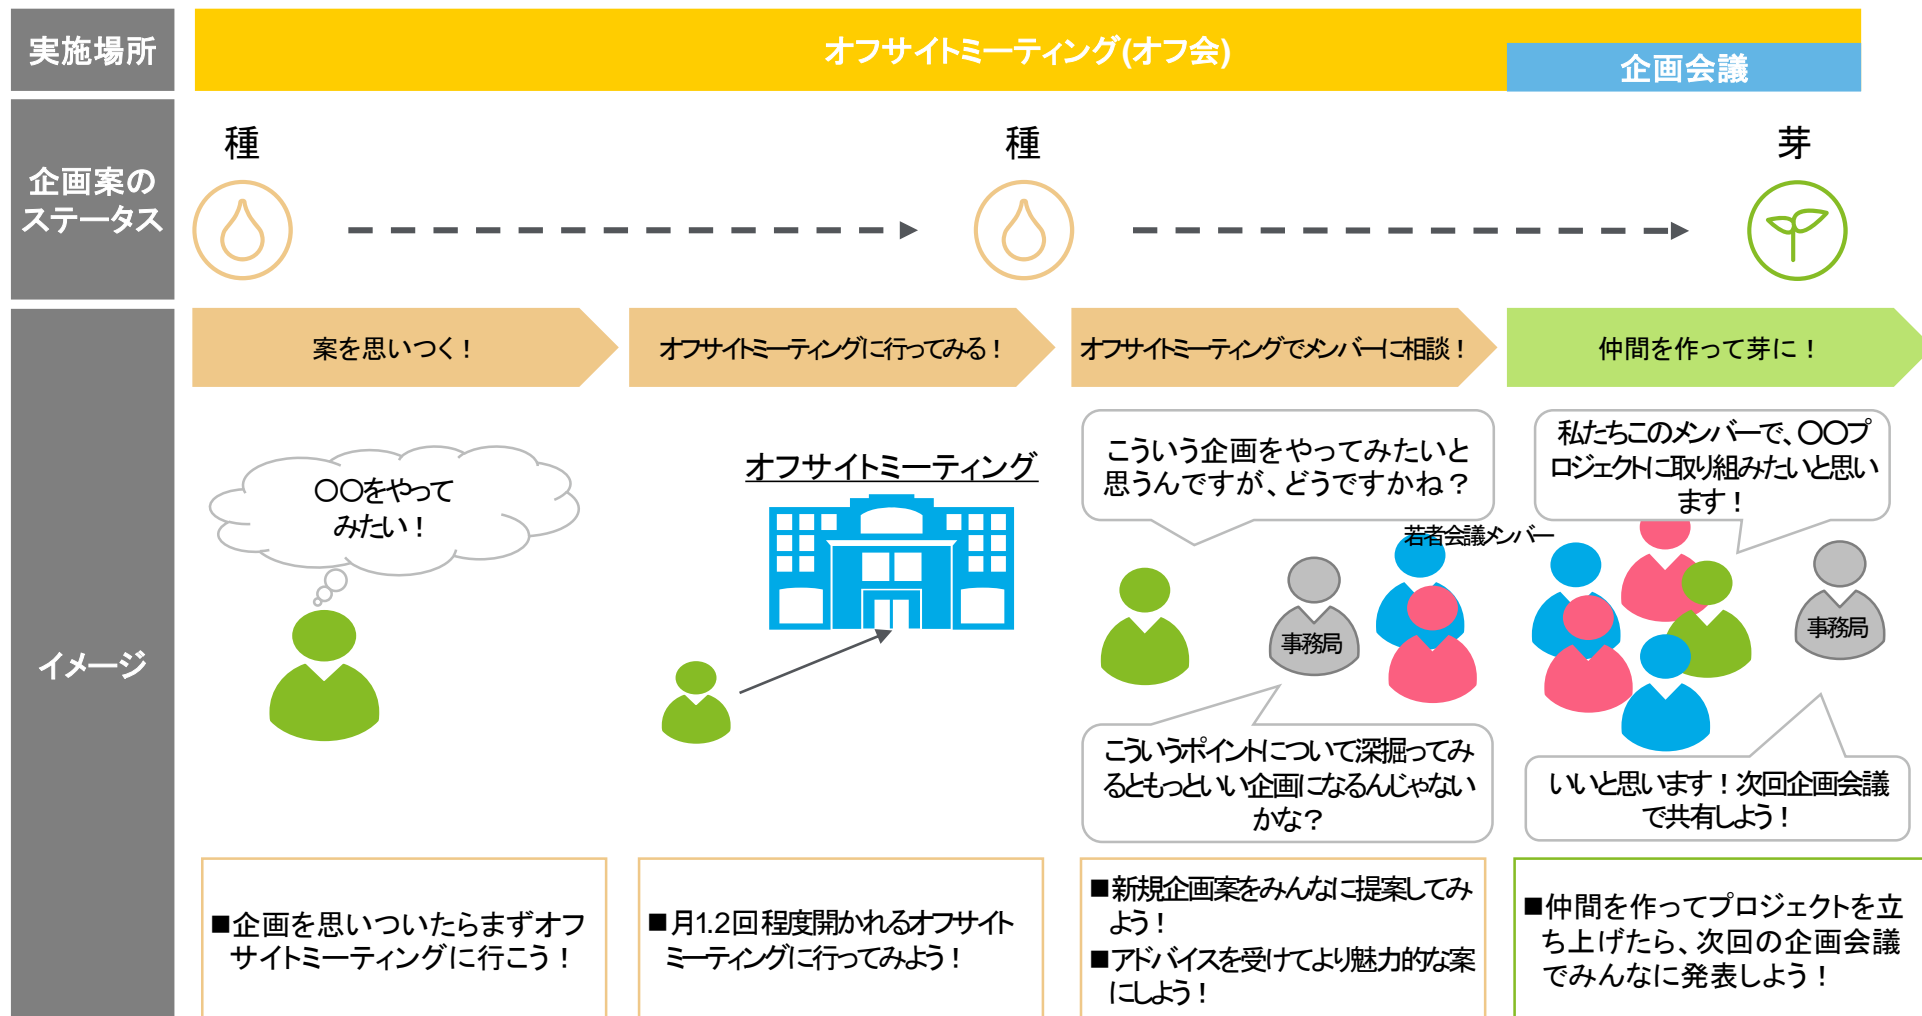 実施場所
オフサイトミーティング(オフ会)
企画会議
企画案の
ステータス
種
種
芽
イメージ
案を思いつく！
オフサイトミーティングに行ってみる！
オフサイトミーティングでメンバーに相談！
仲間を作って芽に！
〇〇をやって
みたい！
オフサイトミーティング
こういう企画をやってみたいと
思うんですが、どうですかね？
若者会議メンバー
事務局
こういうポイントについて深掘ってみ
るともっといい企画になるんじゃない
かな？
私たちこのメンバーで、〇〇プ
ロジェクトに取り組みたいと思い
ます！
事務局
いいと思います！次回企画会議
で共有しよう！
■企画を思いついたらまずオフ
サイトミーティングに行こう！
■月1.2回程度開かれるオフサイト
ミーティングに行ってみよう！
■新規企画案をみんなに提案してみ
よう！
■アドバイスを受けてより魅力的な案
にしよう！
■仲間を作ってプロジェクトを立
ち上げたら、次回の企画会議
でみんなに発表しよう！